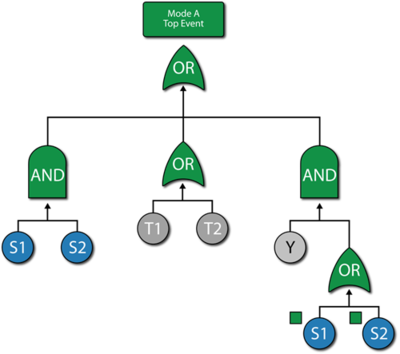 Mode A
Top Event
OR
AND
OR
AND
S1
S2
T1
T2
Y
OR
S1
S2